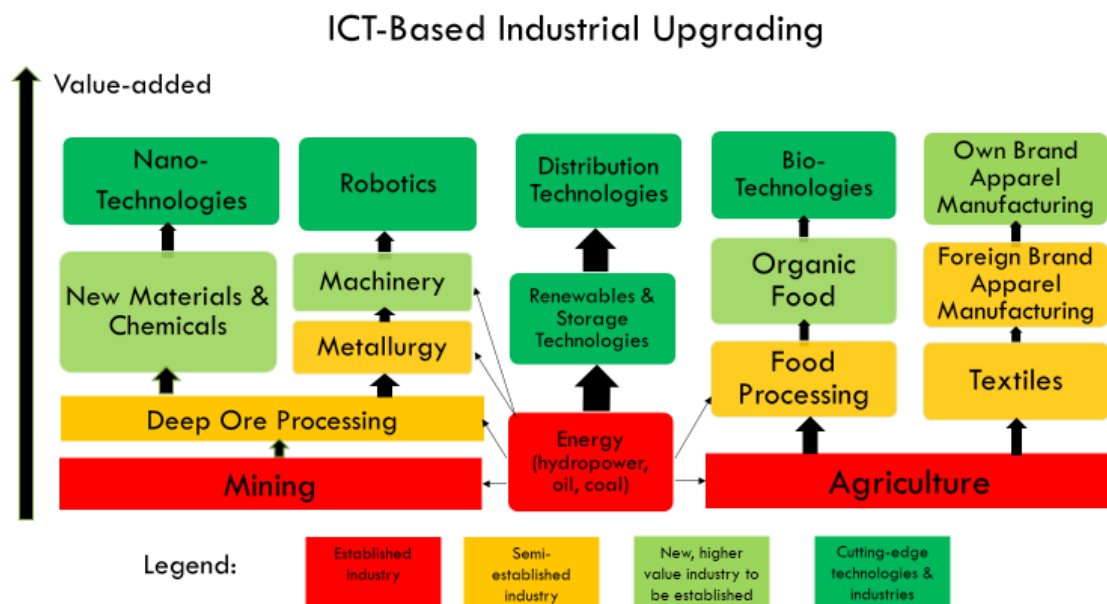 ICT-Based Industrial Upgrading
Value-added
Nano-
Technologies
Robotics
Distribution
Technologies
Bio-
Technologies
Own Brand
Apparel
Manufacturing
New Materials &
Chemicals
Machinery
Metallurgy
Renewables &
Storage
Technologies
Organic
Food
Foreign Brand
Apparel
Manufacturing
Food
Processing
Textiles
Deep Ore Processing
Mining
Energy
(hydropower,
oil, coal)
Agriculture
Legend:
Established
Industry
Semi-
established
industry
New, higher
value industry to
be established
Cutting-edge
technologies &
industries